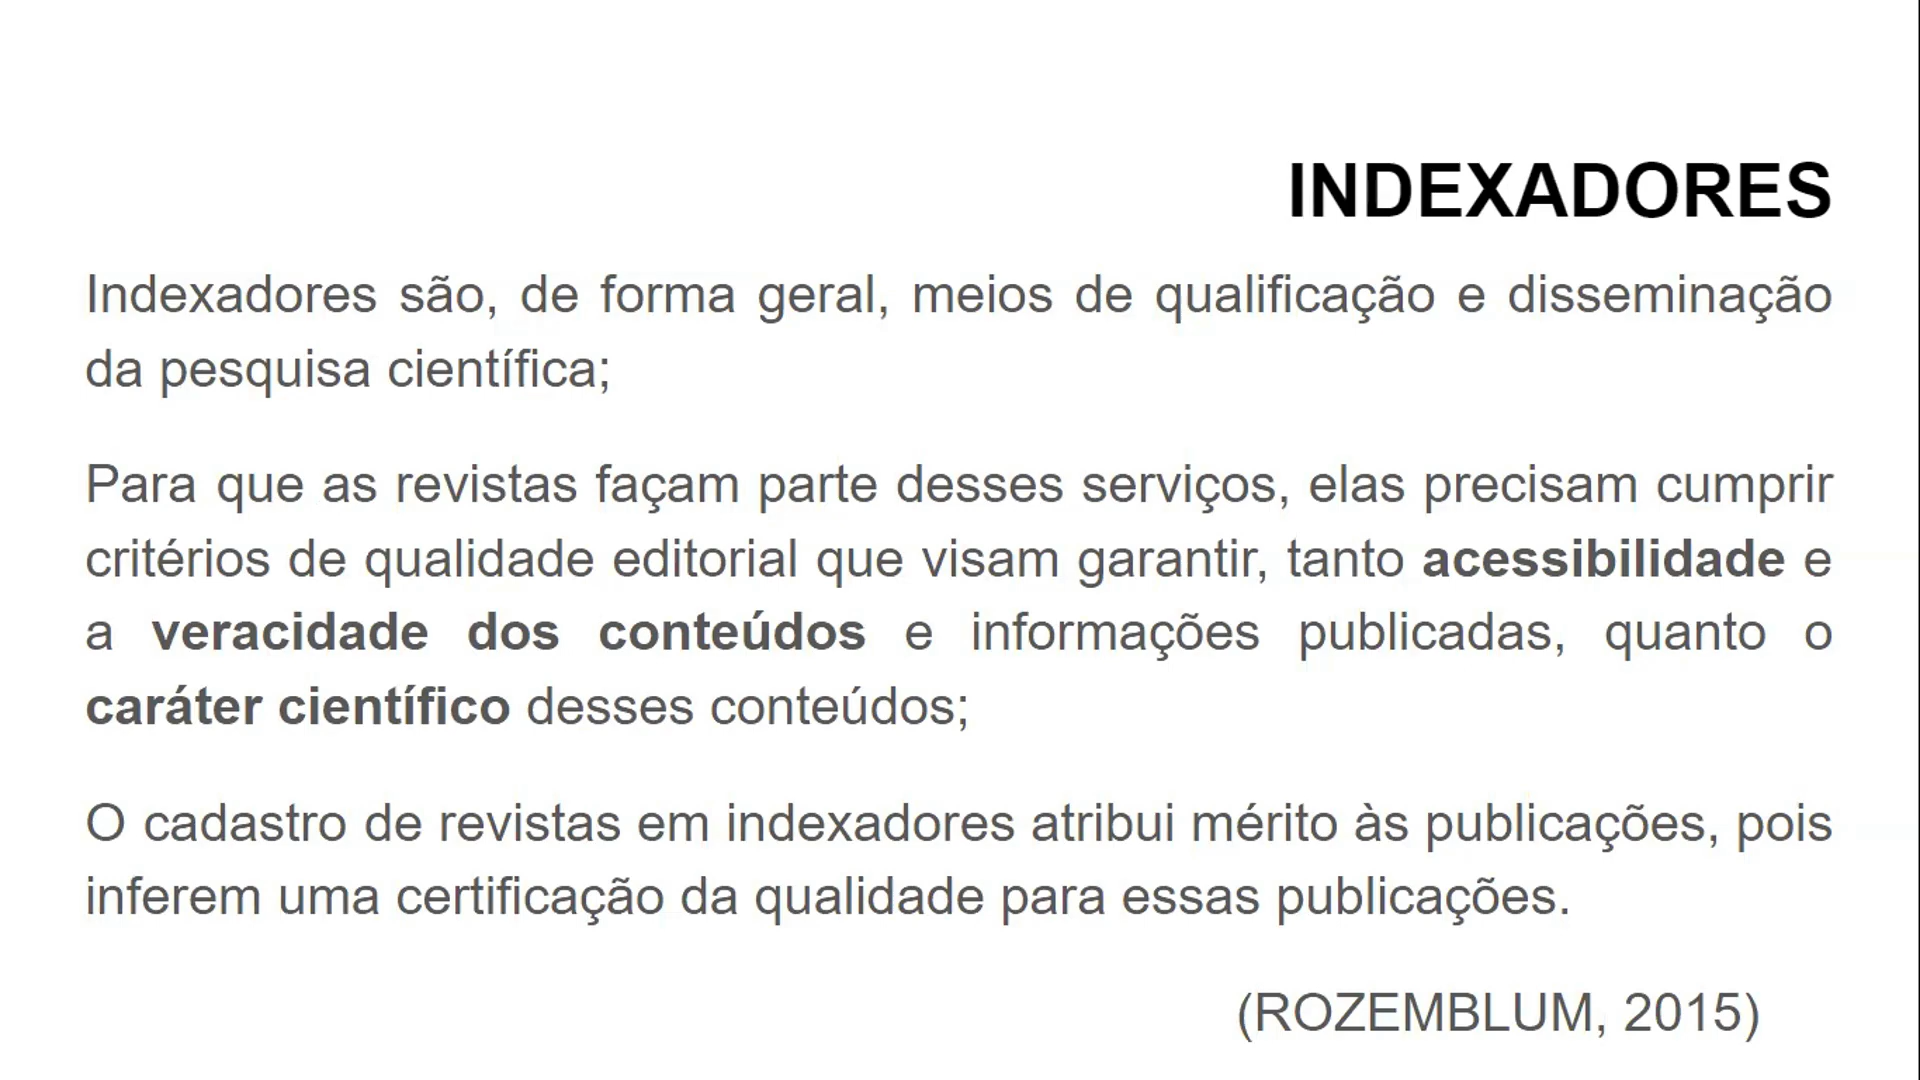 INDEXADORES
Indexadores são, de forma geral, meios de qualificação e disseminação
da pesquisa científica;
Para que as revistas façam parte desses serviços, elas precisam cumprir
critérios de qualidade editorial que visam garantir, tanto acessibilidade e
a veracidade dos conteúdos e informações publicadas, quanto o
caráter científico desses conteúdos;
O cadastro de revistas em indexadores atribui mérito às publicações, pois
inferem uma certificação da qualidade para essas publicações.
(ROZEMBLUM, 2015)